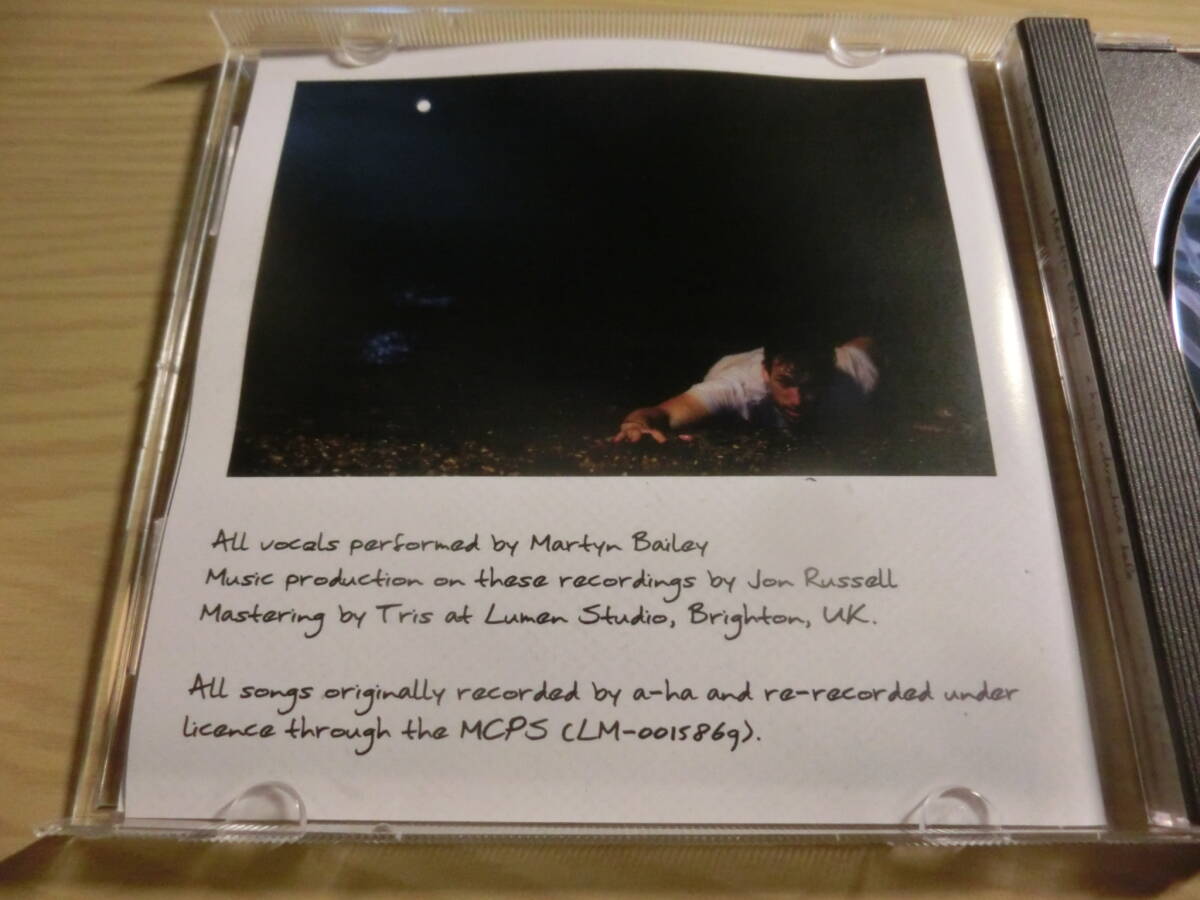 All vocals performed by Martyn Bailey
Music production on these recordings by Jon Russell
Mastering by Tris at Lumen Studio, Brighton, UK.
All songs originally recorded by a-ha and re-recorded under
licence through the MCPS (LM-0015869).